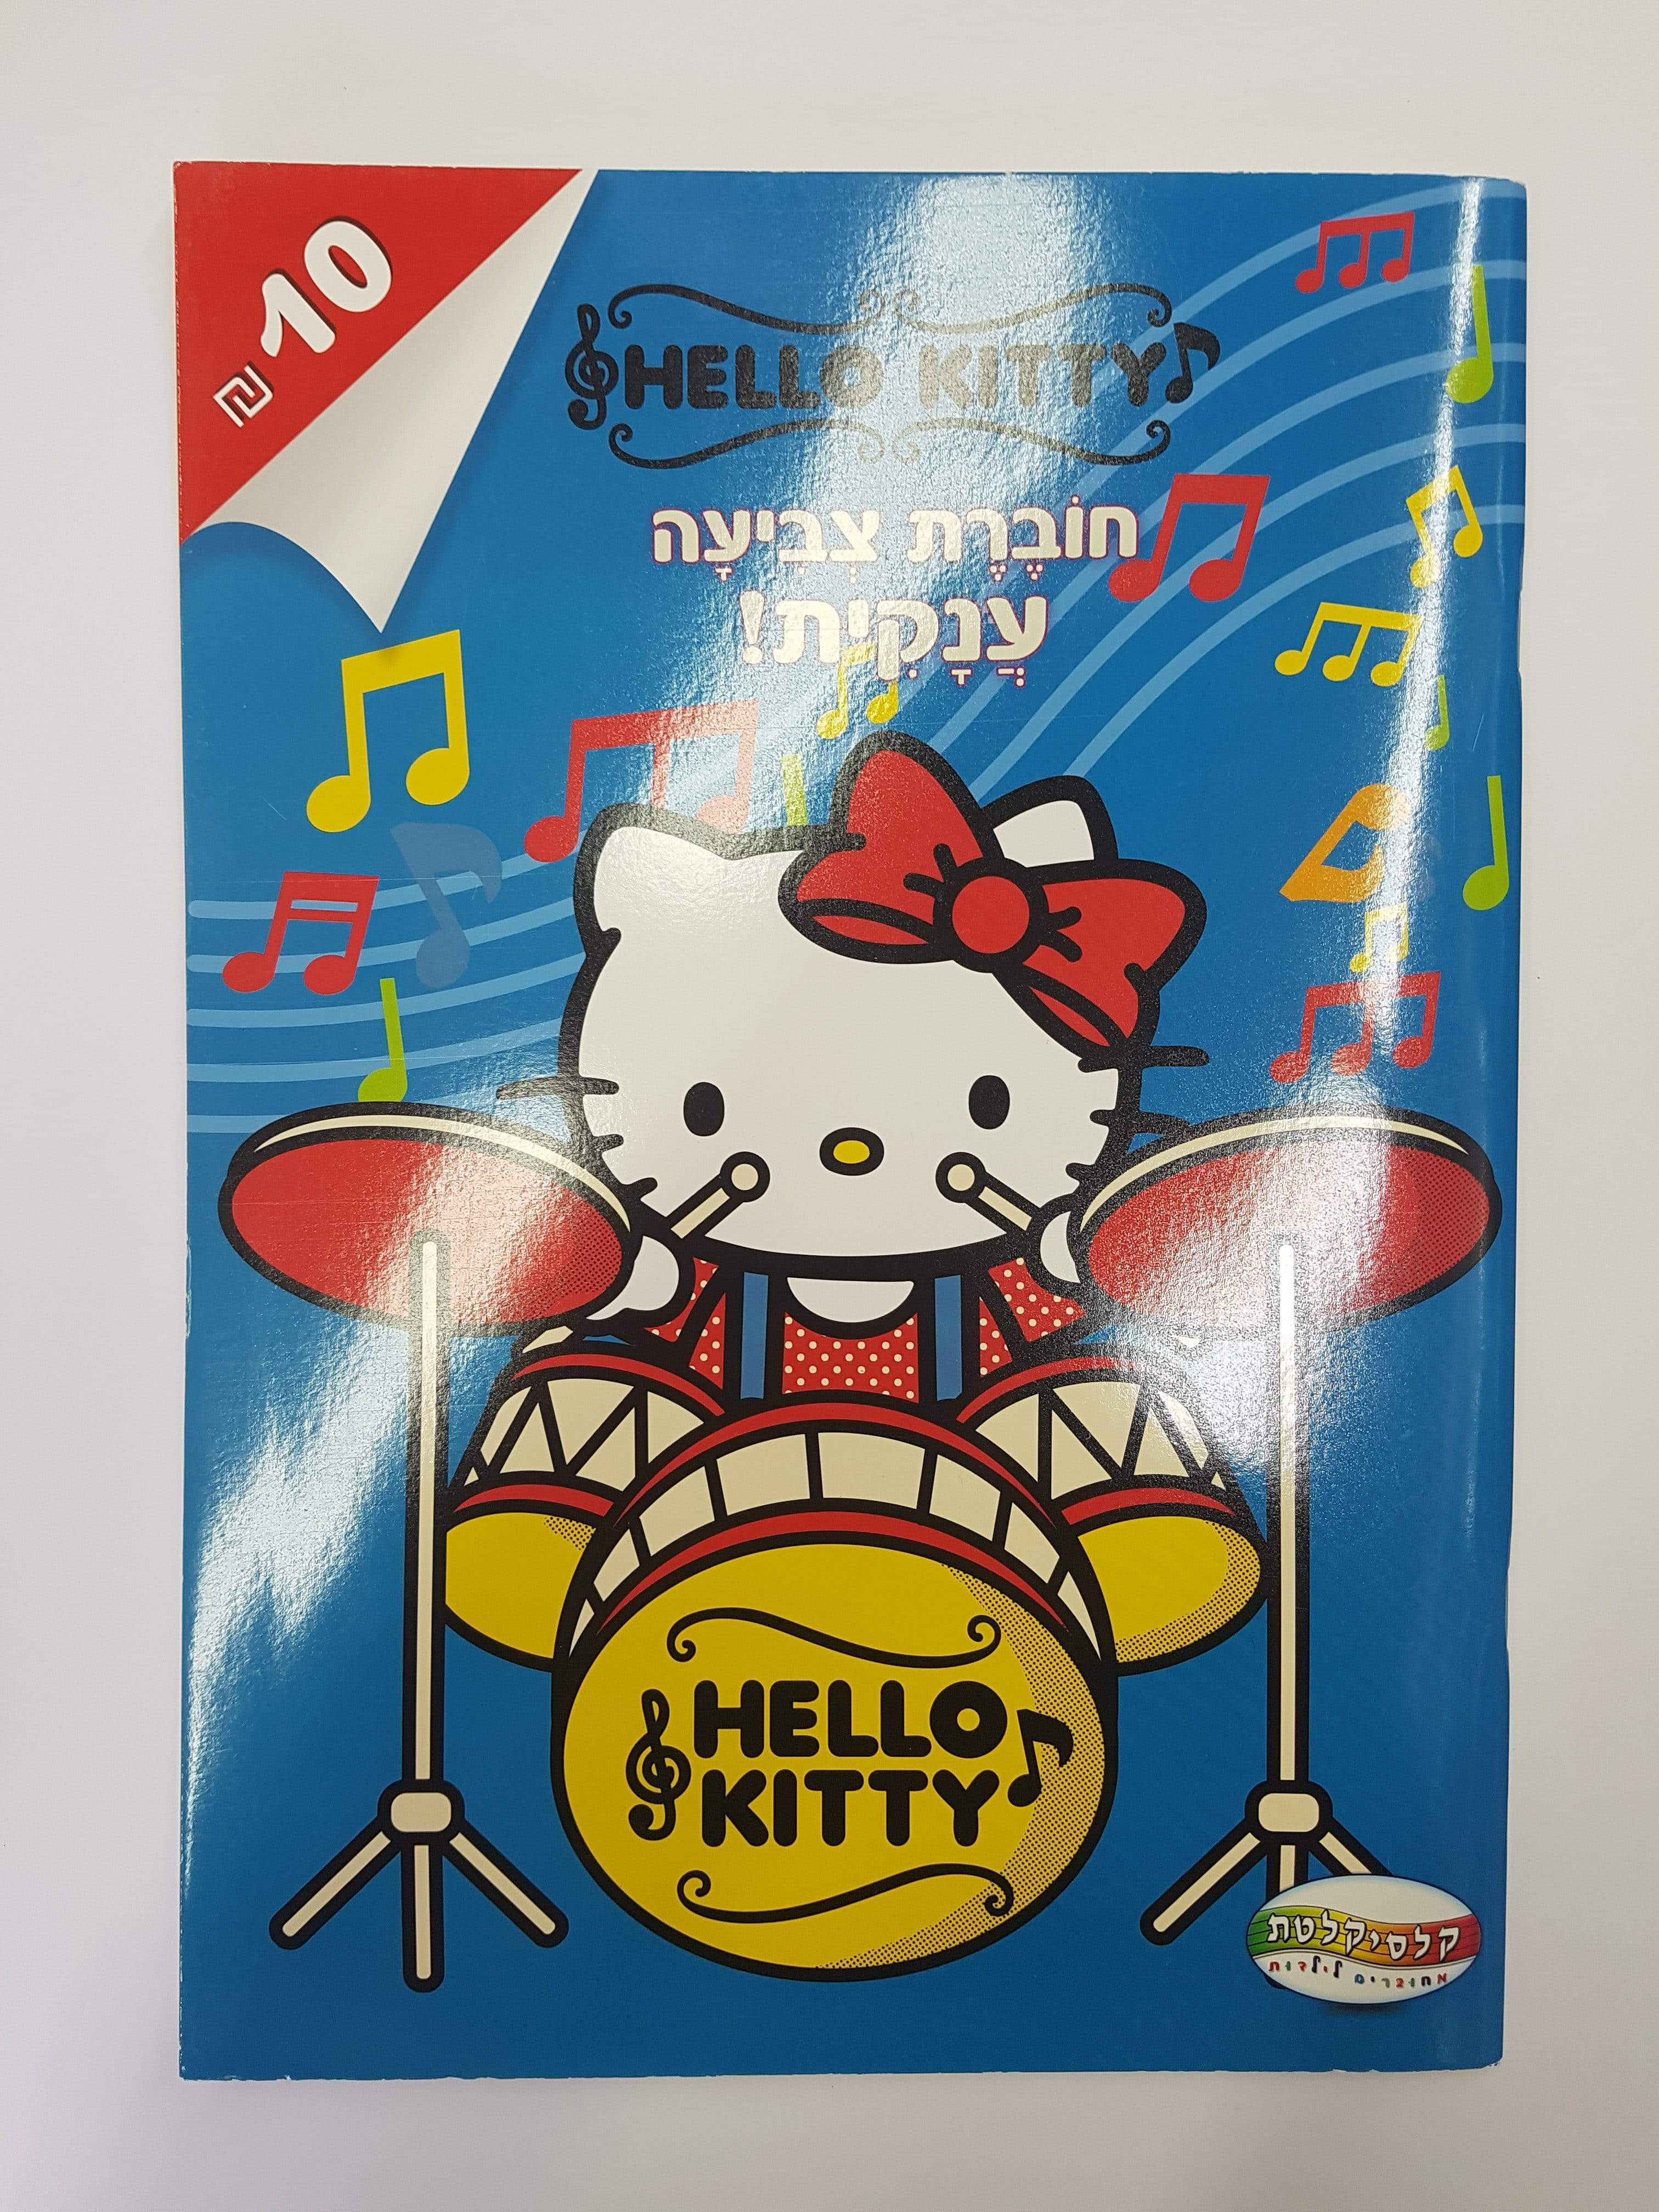 10 ₪
HELLO KITTY
חוֹבֶרֶת צְבִיעָה
עֲנָקִית!
HELLO
KITTY
קלסיקלטת
מחוברים לילדות